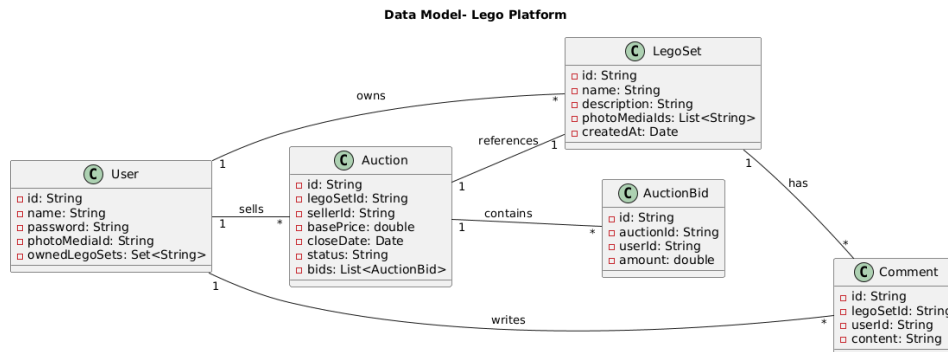 Data Model- Lego Platform
C LegoSet
id: String
name: String
description: String
photoMediaIds: List<String>
createdAt: Date
owns
1
*
references
1
1
C User
id: String
name: String
password: String
photoMediaId: String
ownedLegoSets: Set<String>
sells
1
*
C Auction
id: String
legoSetId: String
sellerId: String
basePrice: double
closeDate: Date
status: String
bids: List<AuctionBid>
contains
1
*
C AuctionBid
id: String
auctionId: String
userId: String
amount: double
has
1
*
writes
1
*
C Comment
id: String
legoSetId: String
userId: String
content: String